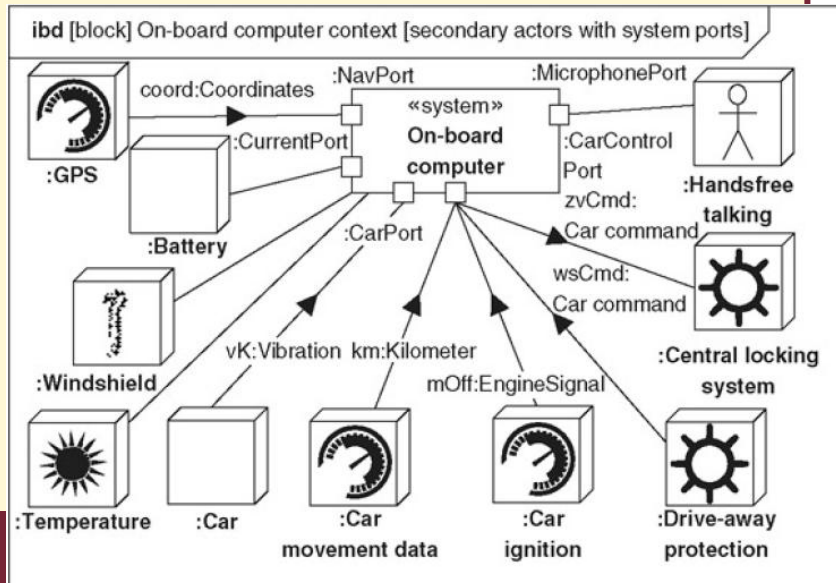 ibd [block] On-board computer context [secondary actors with system ports]
:NavPort
:MicrophonePort
coord:Coordinates
«system»
On-board
computer
:CurrentPort
:CarControl
Port
:GPS
:Handsfree
talking
zvCmd:
Car command
:Battery
:CarPort
wsCmd:
Car command
:Windshield
vK:Vibration
km:Kilometer
mOff:EngineSignal
:Central locking
system
:Temperature
:Car
:Car
movement data
:Car
ignition
:Drive-away
protection